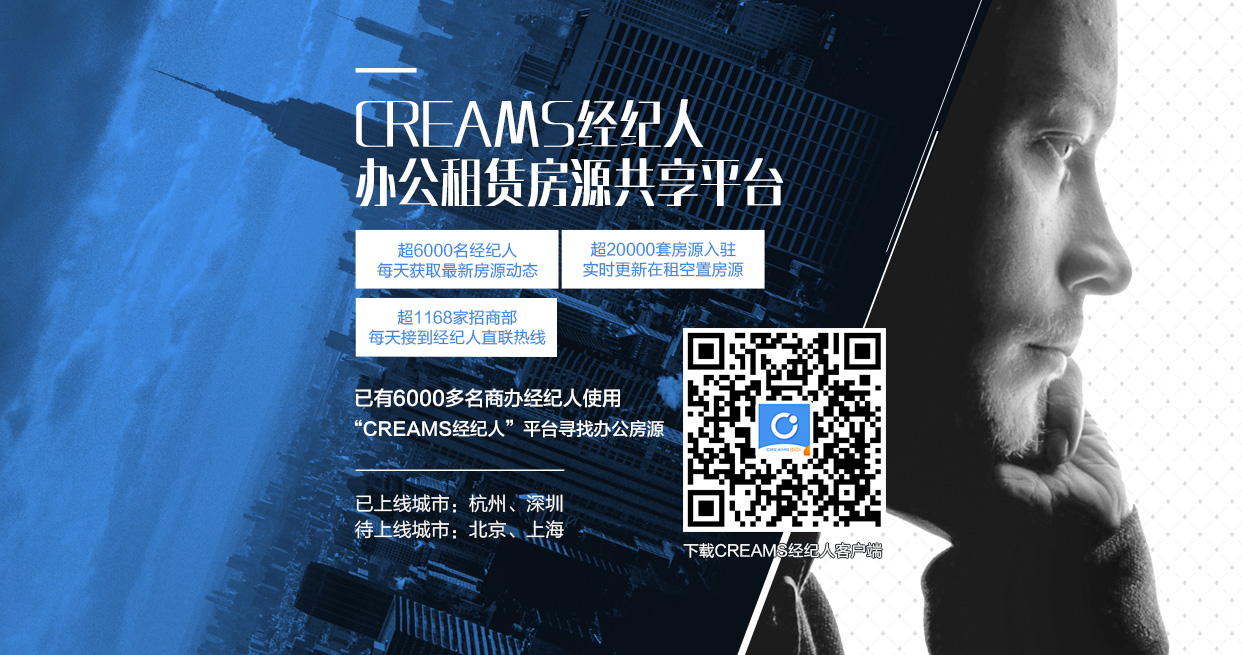 CREAMS经纪人
办公租赁房源共享平台
超6000名经纪人
每天获取最新房源动态
超20000套房源入驻
实时更新在租空置房源
超1168家招商部
每天接到经纪人直联热线
已有6000多名商办经纪人使用
“CREAMS经纪人”平台寻找办公房源
已上线城市：杭州、深圳
待上线城市：北京、上海
CREAMS
下载CREAMS经纪人客户端